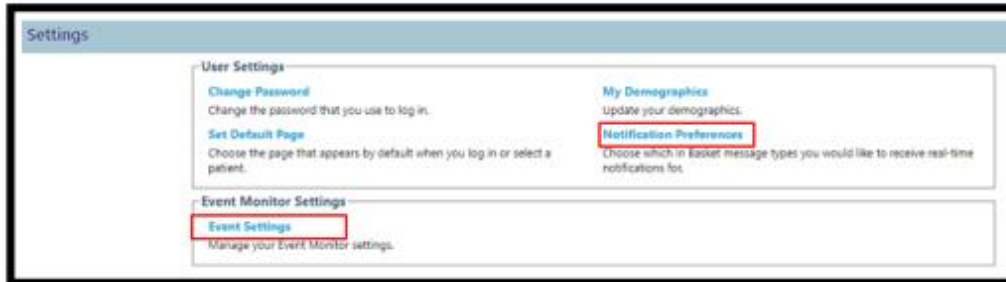 Settings
User Settings
Change Password
Change the password that you use to log in.
Set Default Page
Choose the page that appears by default when you log in or select a
patient.
My Demographics
Update your demographics.
Notification Preferences
Choose which In Basket message types you would like to receive real-time
notifications for.
Event Monitor Settings
Event Settings
Manage your Event Monitor settings.